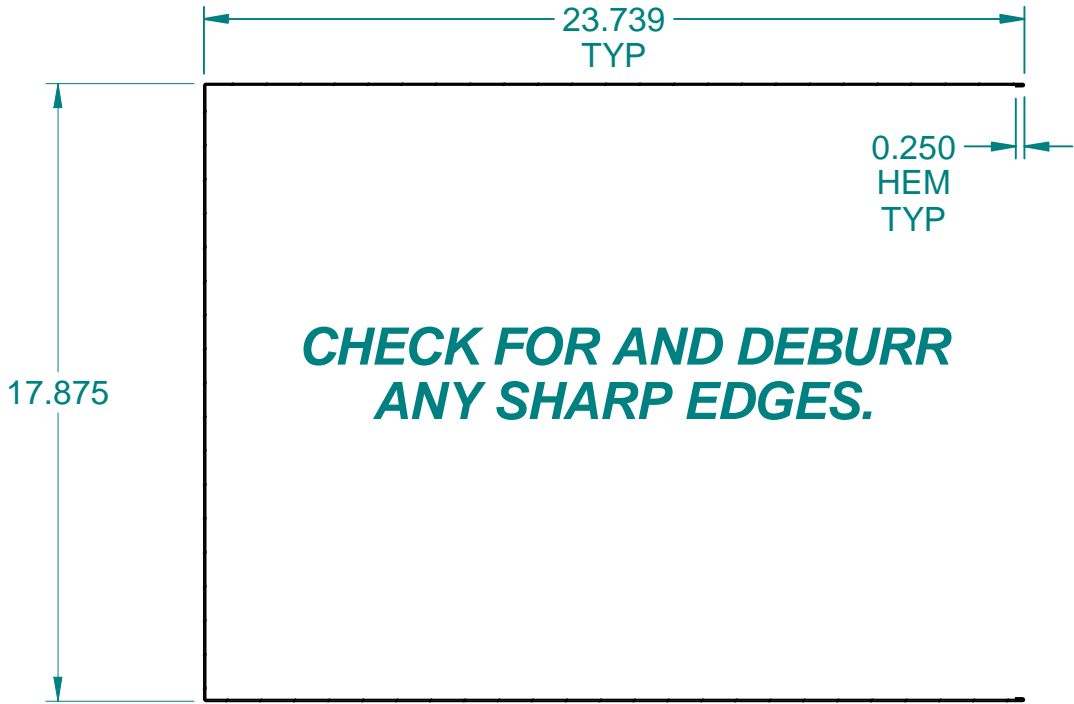 23.739
TYP
0.250
HEM
TYP
CHECK FOR AND DEBURR
ANY SHARP EDGES.
17.875